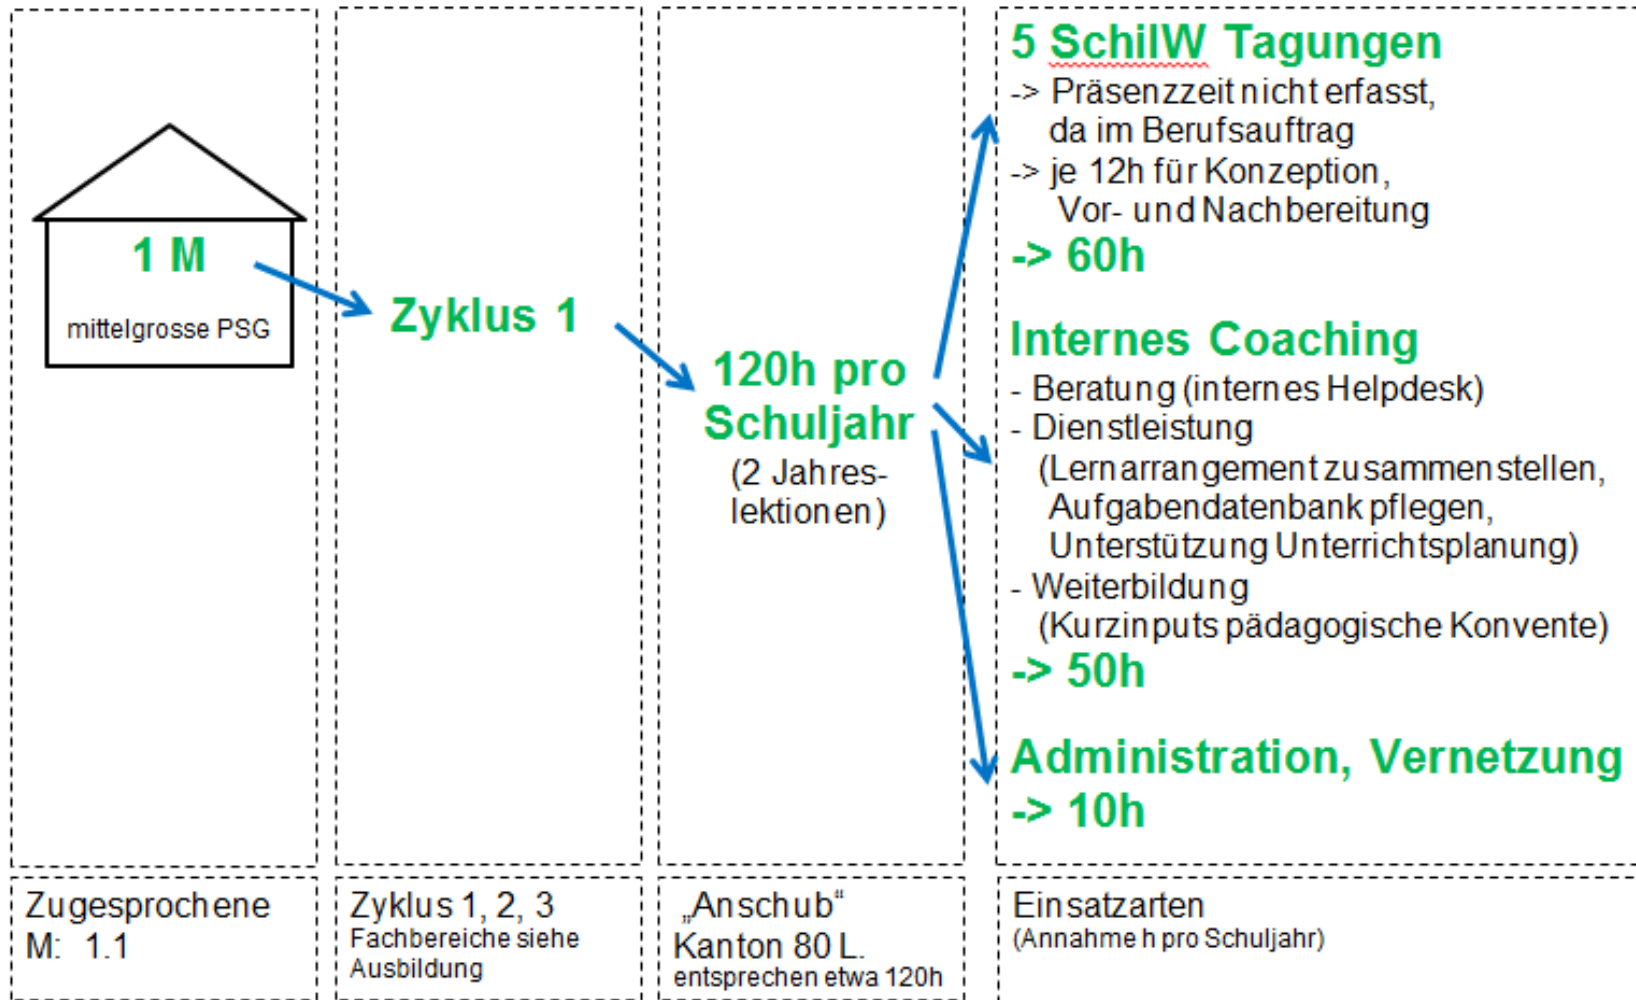 1 M
mittelgrosse PSG
Zyklus 1
120h pro
Schuljahr
(2 Jahres-
lektionen)
5 SchilW Tagungen
-> Präsenzzeit nicht erfasst,
da im Berufsauftrag
-> je 12h für Konzeption,
Vor- und Nachbereitung
-> 60h
Internes Coaching
- Beratung (internes Helpdesk)
- Dienstleistung
(Lernarrangement zusammenstellen,
Aufgabendatenbank pflegen,
Unterstützung Unterrichtsplanung)
- Weiterbildung
(Kurzinputs pädagogische Konvente)
-> 50h
Administration, Vernetzung
-> 10h
Zugesprochene
M: 1.1
Zyklus 1, 2, 3
Fachbereiche siehe
Ausbildung
„Anschub“
Kanton 80 L.
entsprechen etwa 120h
Einsatzarten
(Annahme h pro Schuljahr)